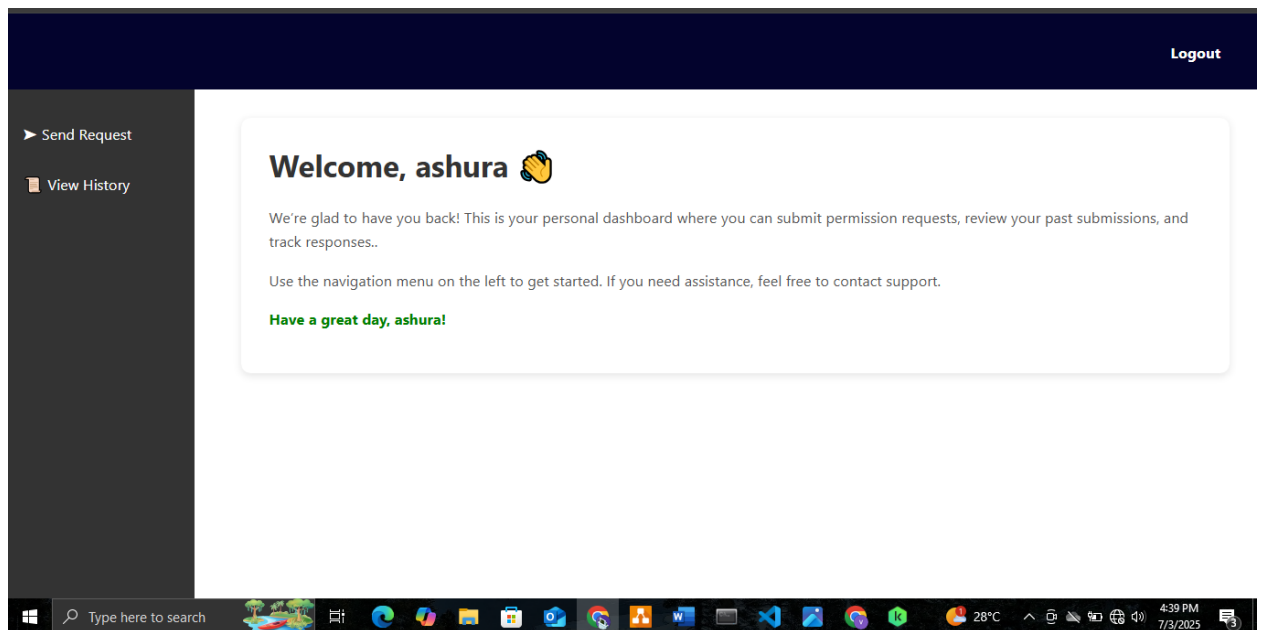 Logout
➤ Send Request
📜 View History
Welcome, ashura 👋
We're glad to have you back! This is your personal dashboard where you can submit permission requests, review your past submissions, and
track responses..
Use the navigation menu on the left to get started. If you need assistance, feel free to contact support.
Have a great day, ashura!
Type here to search
28°C
4:39 PM
7/3/2025
3